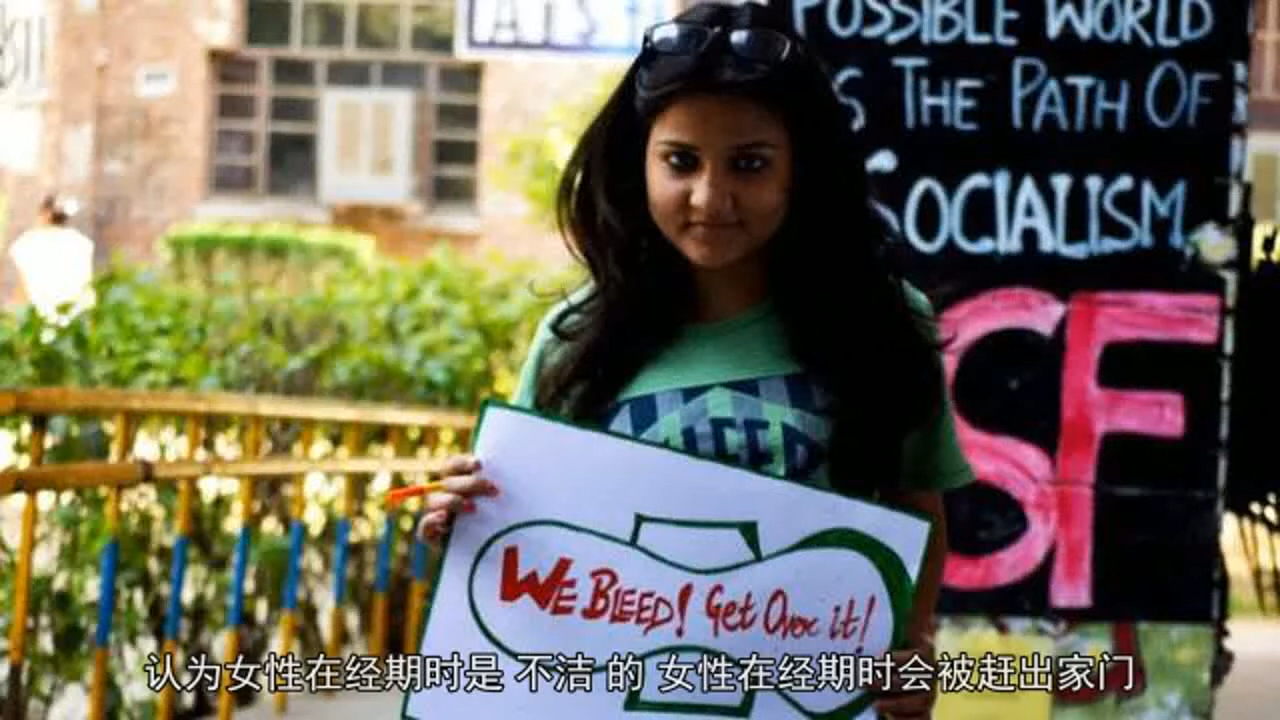 POSSIBLE WORLD
IS THE PATH OF
SOCIALISM
SF
WE BLEED! Get Over it!
认为女性在经期时是 不洁 的 女性在经期时会被赶出家门